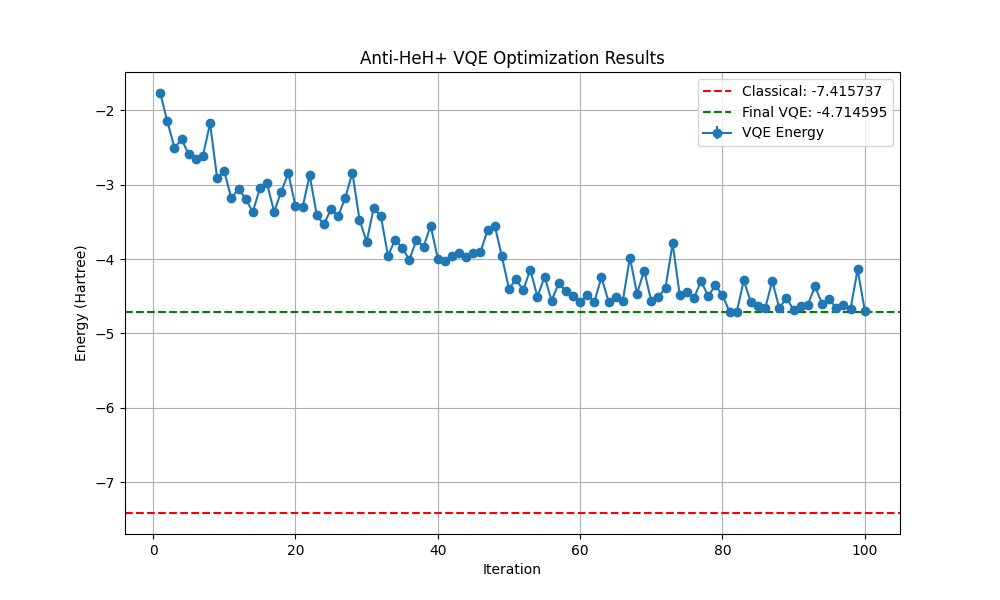 Anti-HeH+ VQE Optimization Results
Classical: -7.415737
Final VQE: -4.714595
VQE Energy
Energy (Hartree)
−2
−3
−4
−5
−6
−7
0 20 40 60 80 100
Iteration